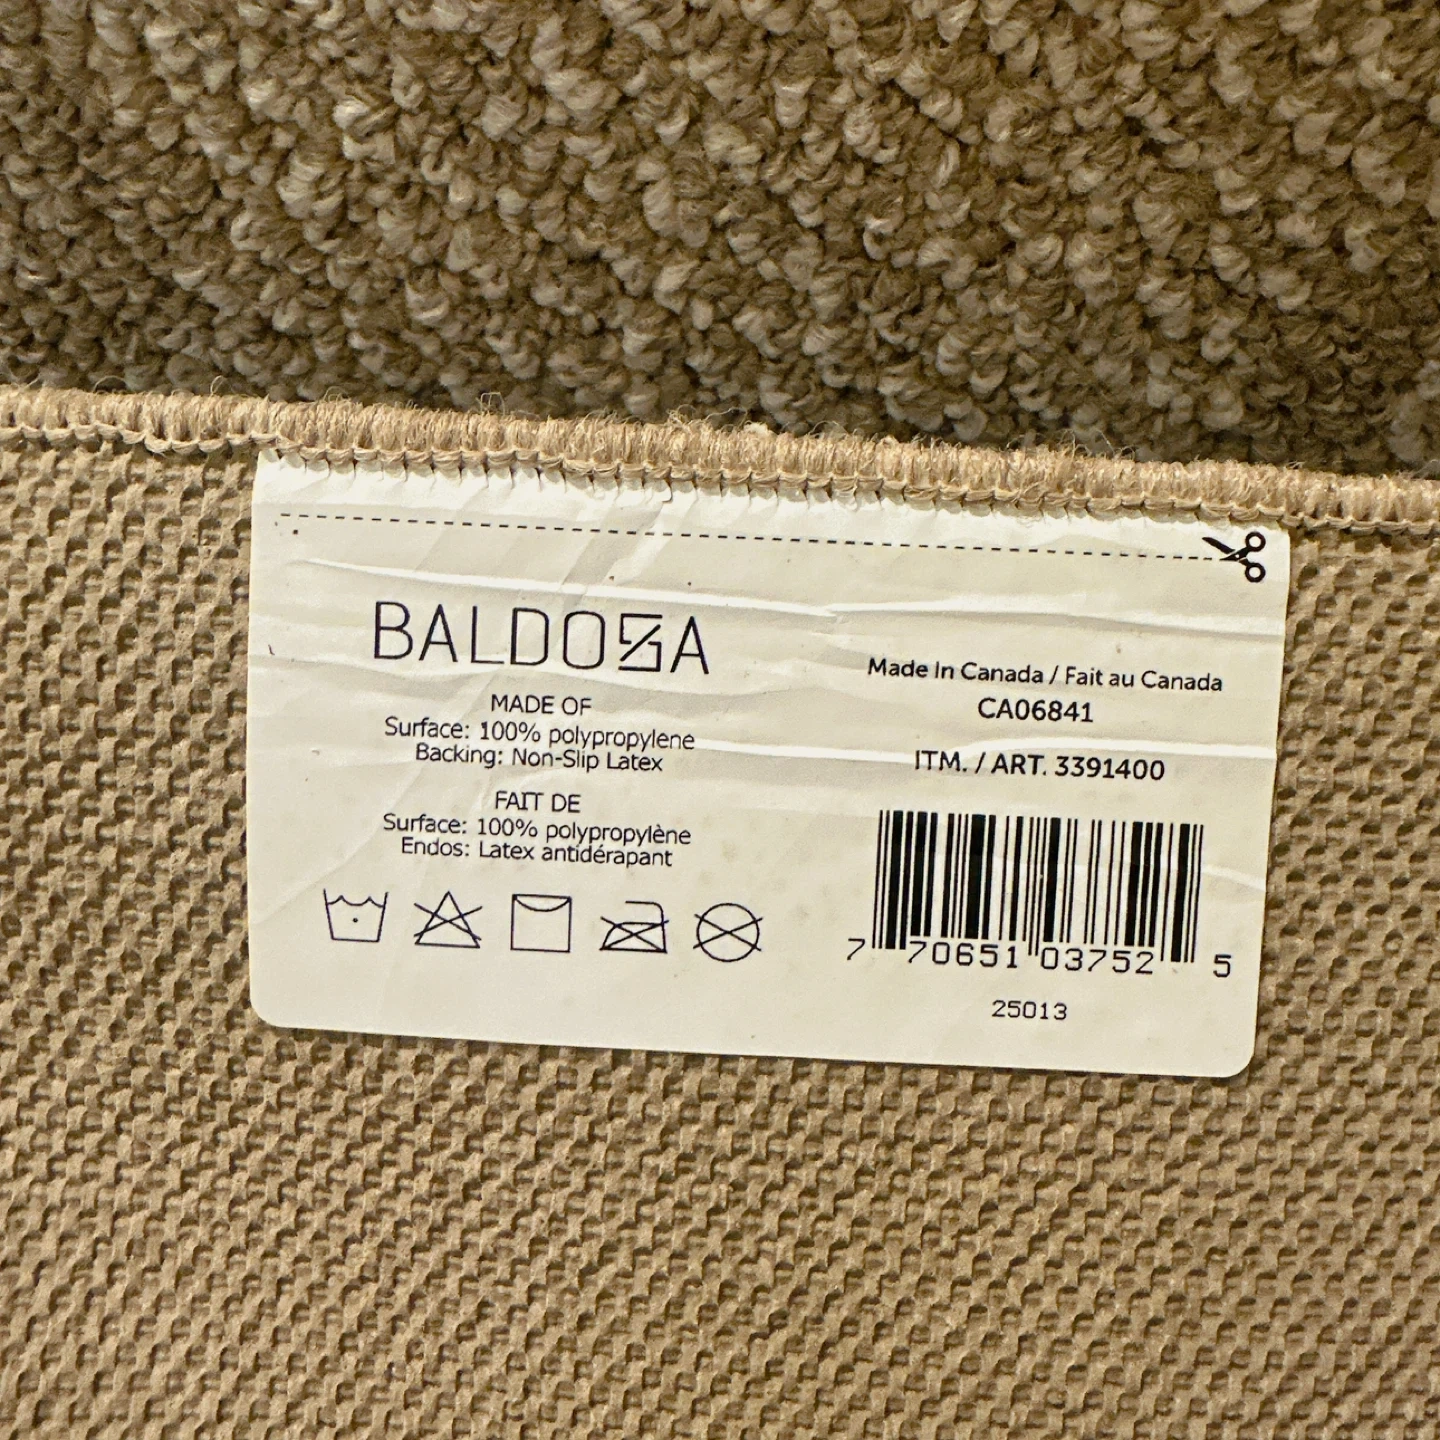 BALDOSA
MADE OF
Surface: 100% polypropylene
Backing: Non-Slip Latex
FAIT DE
Surface: 100% polypropylène
Endos: Latex antidérapant
Made In Canada / Fait au Canada
CA06841
ITM. / ART. 3391400
7 70651 03752 5
25013